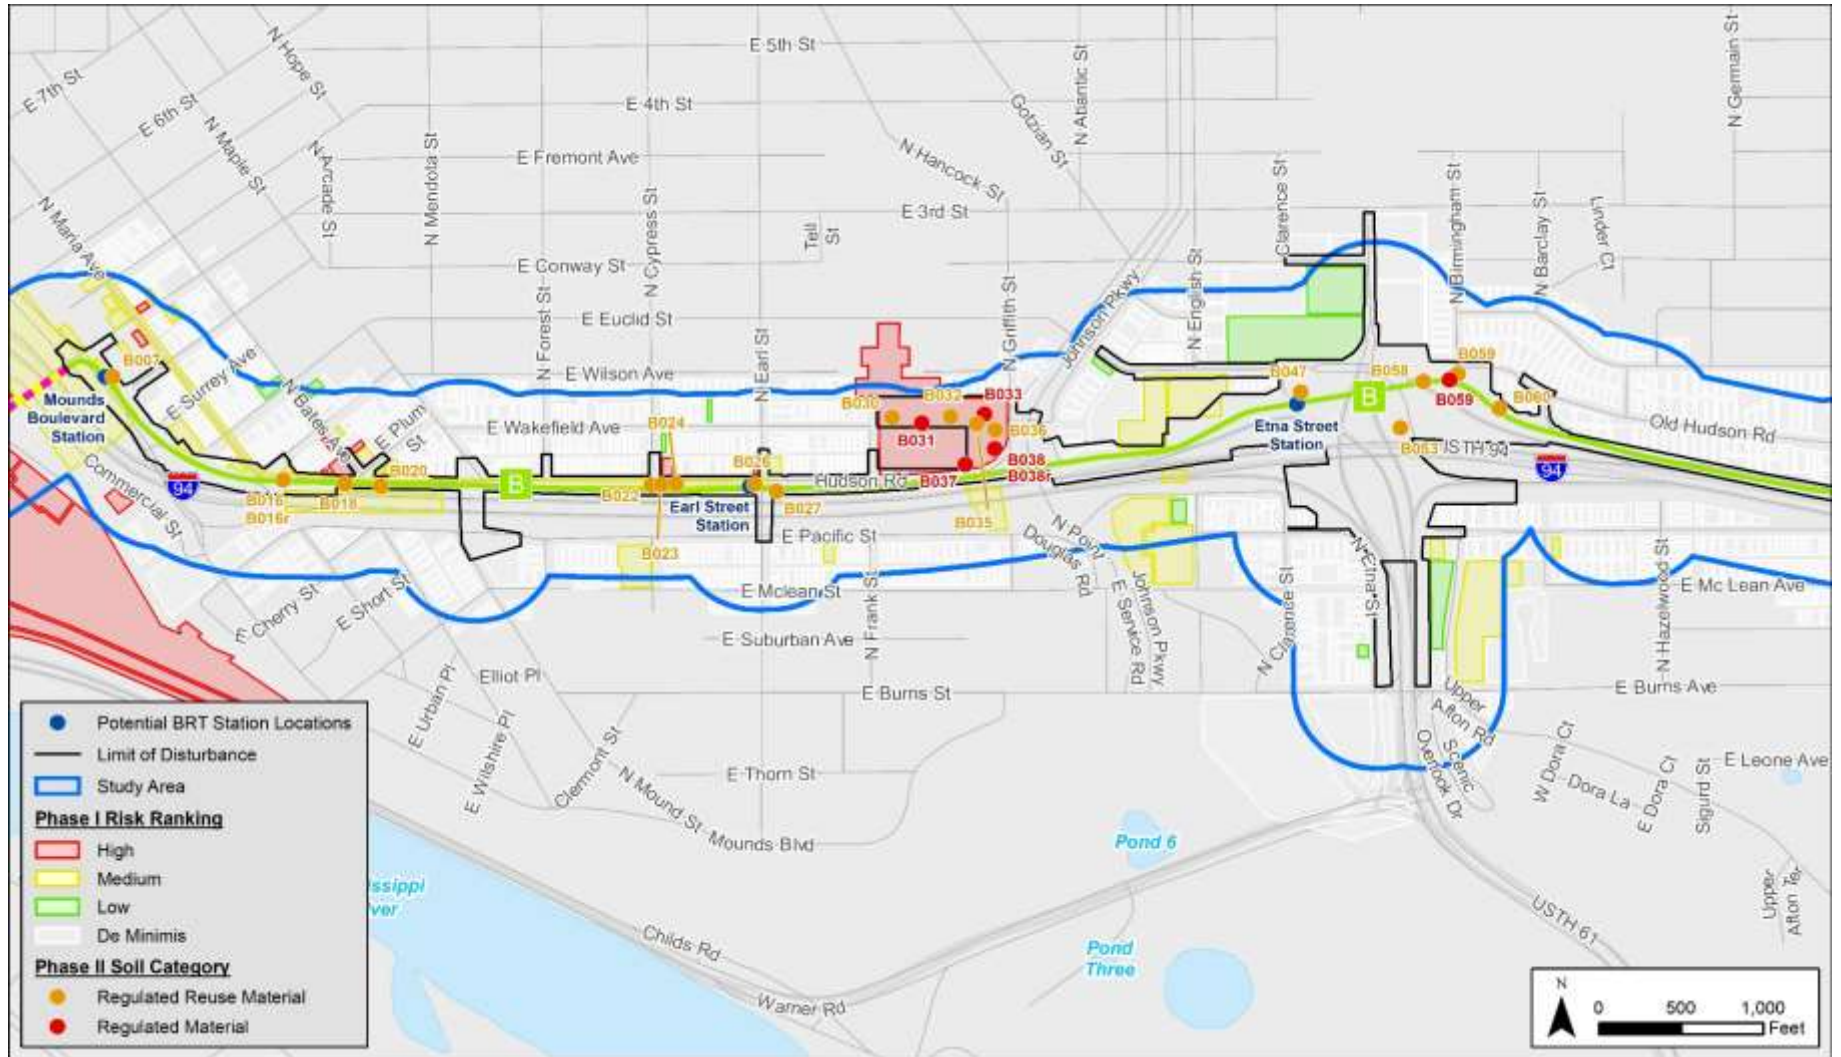 E 5th St
N Hope St
E 7th St
E 6th St
N Maple St
N Arcade St
N Mendota St
E 4th St
E Fremont Ave
N Cypress St
Tell
St
N Hancock St
Gotzian St
N Atlantic St
E 3rd St
N Germain St
Clarence St
N Birmingham St
N Barclay St
Linder Ct
N Maria Ave
E Conway St
N Forest St
E Euclid St
N Earl St
N Griffith St
Johnson Pkwy
N English St
B007
E Surrey Ave
N Bates Ave
E Plum
St
E Wilson Ave
E Wakefield Ave
B024
B030
B032
B033
B031
B036
B047
B058
B059
B059
B060
Mounds
Boulevard
Station
Etna Street
Station
B
Old Hudson Rd
Commercial St
94
B016
B016r
B018
B020
B
B022
B026
Earl Street
Station
B027
Hudson Rd
B037
B038
B038r
B053
ISTH 94
94
B023
B035
E Pacific St
N Point
Douglas Rd
E Cherry St
E Short St
E Mclean St
N Frank St
E Service Rd
Johnson Pkwy
N Clarence St
N Etna St
N Hazelwood St
E Mc Lean Ave
E Suburban Ave
E Urban Pl
Elliot Pl
E Burns St
E Burns Ave
Upper
Afton Rd
E Wilshire Pl
Clermont St
N Mound St
E Thorn St
Mounds Blvd
Scenic
Overlook Dr
W Dora Ct
Dora La
E Dora Ct
Sigurd St
E Leone Ave
Pond 6
Upper
Afton Ter
USTH 61
Childs Rd
Pond
Three
Warner Rd
ssippi
ver
Potential BRT Station Locations
Limit of Disturbance
Study Area
Phase I Risk Ranking
High
Medium
Low
De Minimis
Phase II Soil Category
Regulated Reuse Material
Regulated Material
N
0 500 1,000
Feet